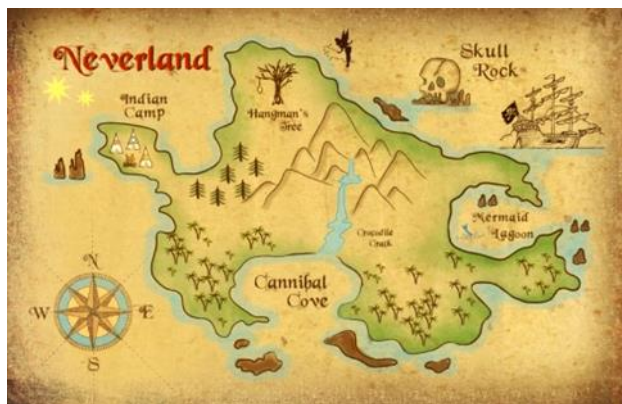 Neverland
Skull
Rock
Indian
Camp
Hangman's
Tree
Mermaid
Lagoon
Crocodile
Creek
Cannibal
Cove
N
W
E
S